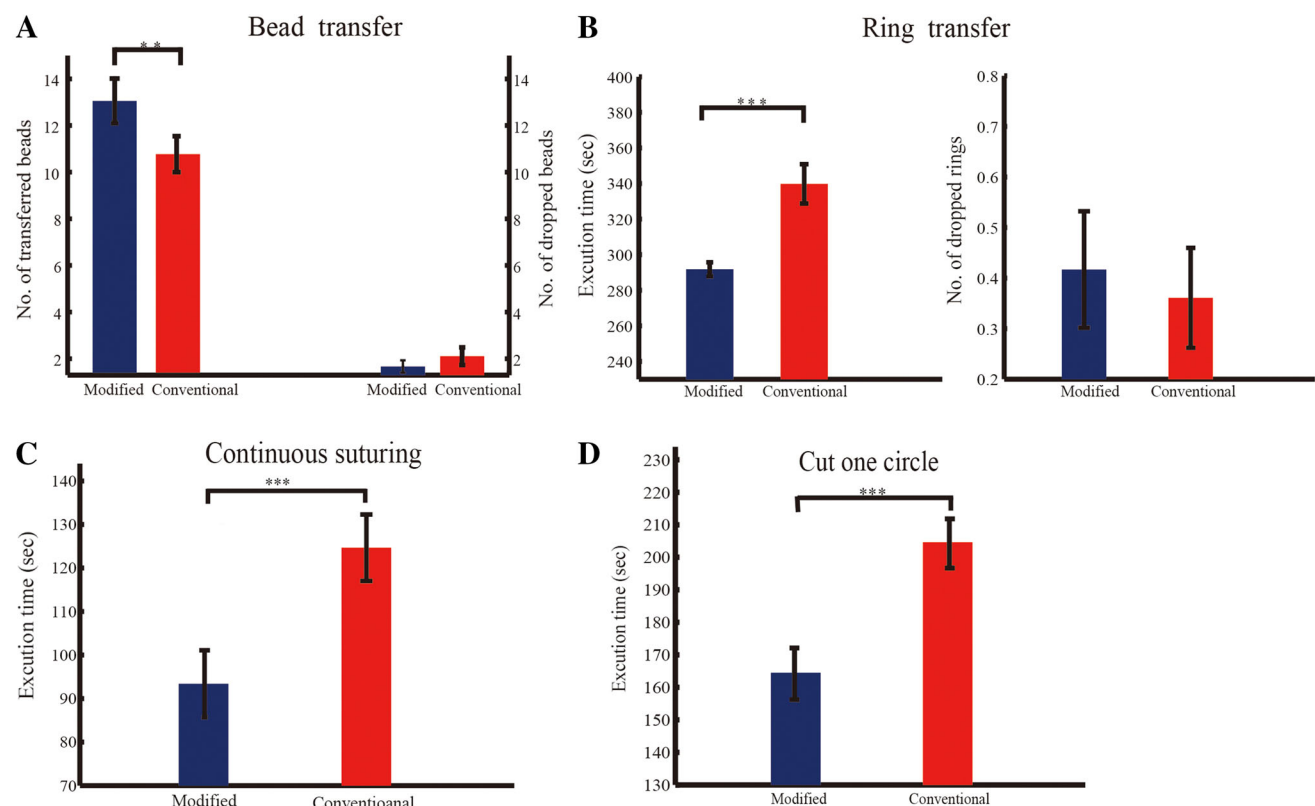 A
Bead transfer
**
No. of transferred beads
14
12
10
8
6
4
2
Modified
Conventional
No. of dropped beads
14
12
10
8
6
4
2
Modified
Conventional
B
Ring transfer
***
Excution time (sec)
400
380
360
340
320
300
280
260
240
Modified
Conventional
No. of dropped rings
0.8
0.7
0.6
0.5
0.4
0.3
0.2
Modified
Conventional
C
Continuous suturing
***
Excution time (sec)
140
130
120
110
100
90
80
70
Modified
Conventioanal
D
Cut one circle
***
Excution time (sec)
230
220
210
200
190
180
170
160
150
140
130
Modified
Conventional